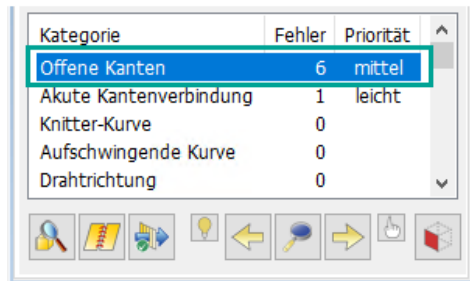 Kategorie Fehler Priorität
Offene Kanten 6 mittel
Akute Kantenverbindung 1 leicht
Knitter-Kurve 0
Aufschwingende Kurve 0
Drahtrichtung 0